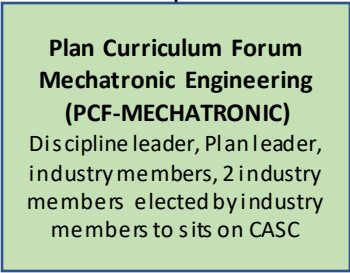 Plan Curriculum Forum
Mechatronic Engineering
(PCF-MECHATRONIC)
Discipline leader, Plan leader,
industry members, 2 industry
members elected by industry
members to sits on CASC